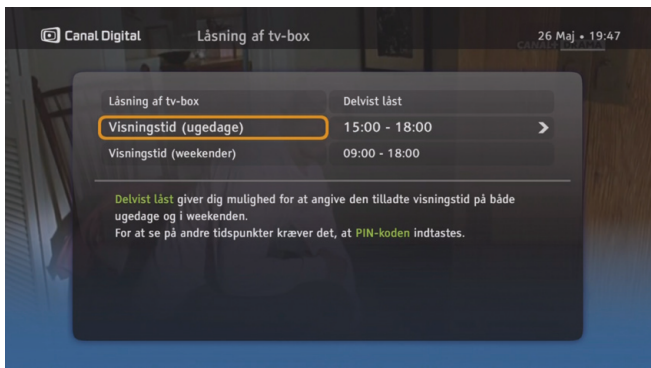 Canal Digital
Låsning af tv-box
26 Maj • 19:47
CANAL+
Låsning af tv-box Delvist låst
Visningstid (ugedage) 15:00 - 18:00
Visningstid (weekender) 09:00 - 18:00
Delvist låst giver dig mulighed for at angive den tilladte visningstid på både
ugedage og i weekenden.
For at se på andre tidspunkter kræver det, at PIN-koden indtastes.